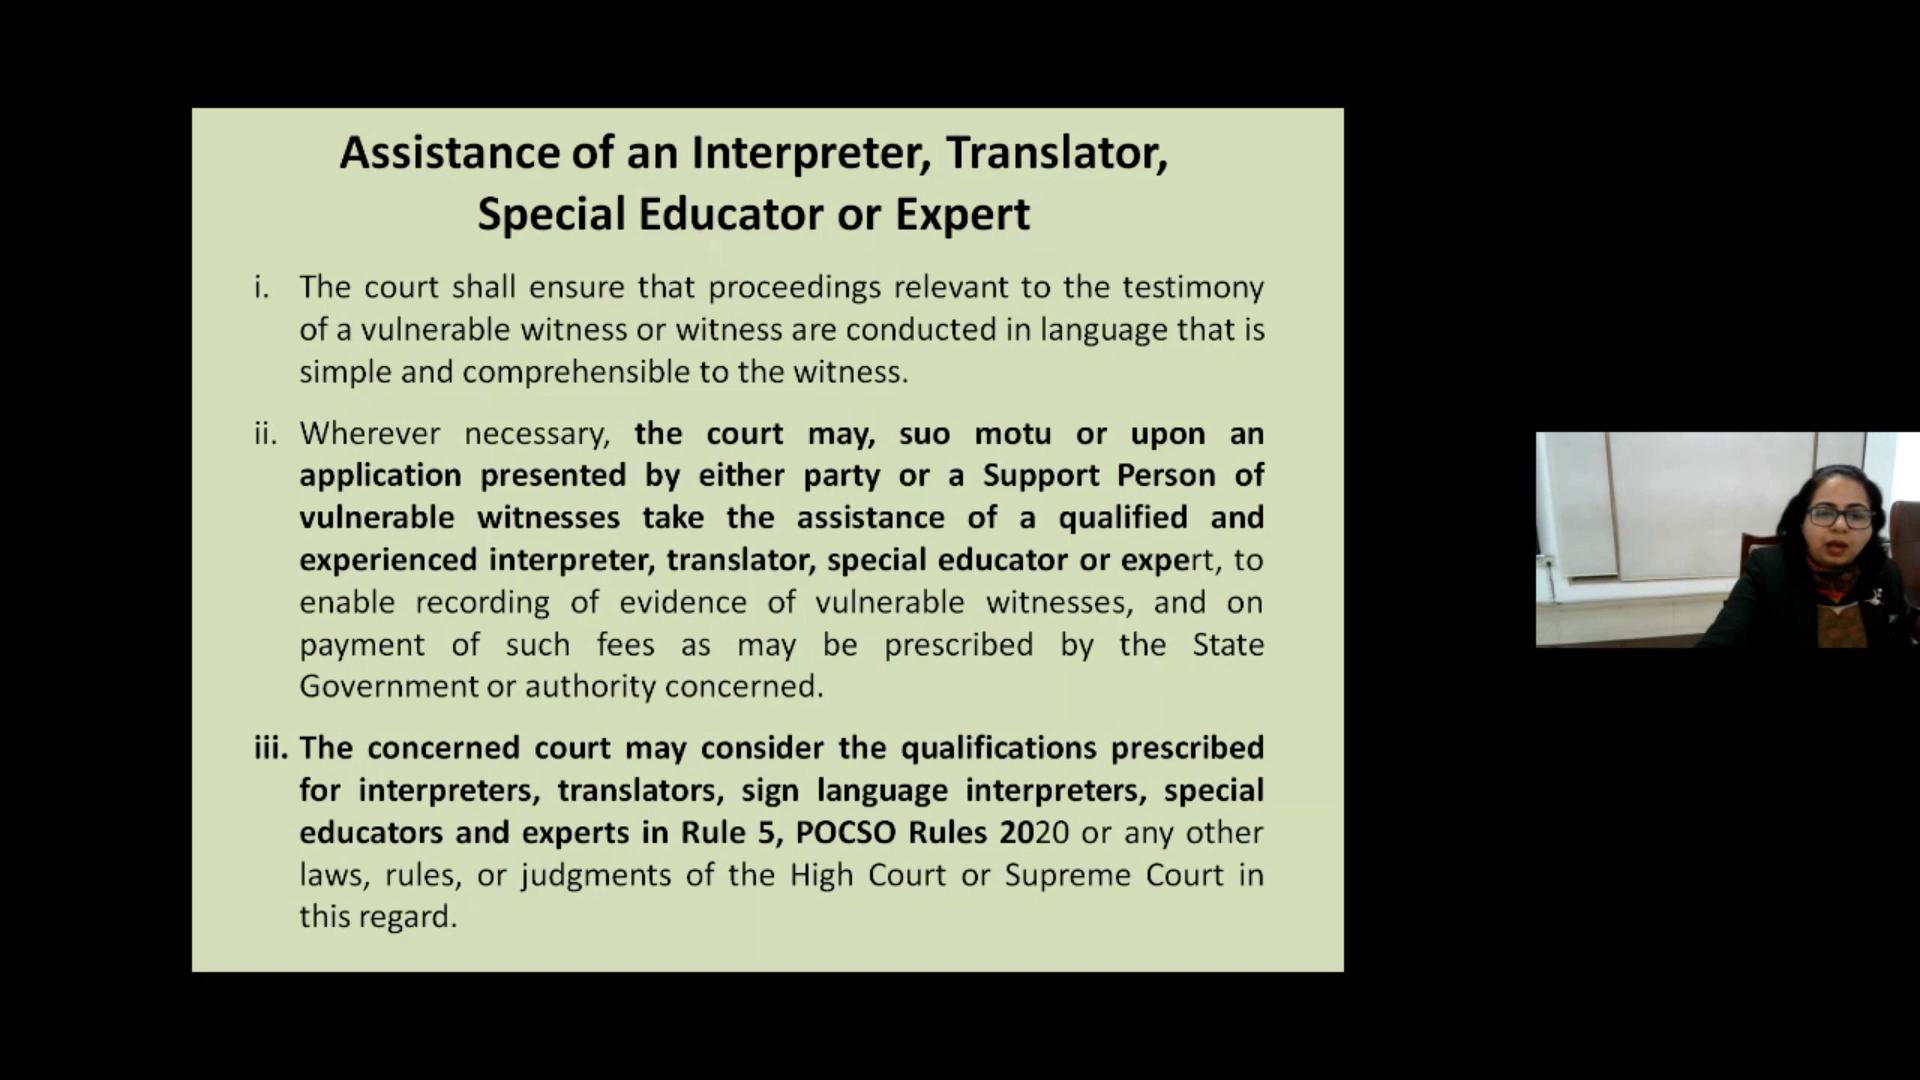 Assistance of an Interpreter, Translator,
Special Educator or Expert
i. The court shall ensure that proceedings relevant to the testimony
of a vulnerable witness or witness are conducted in language that is
simple and comprehensible to the witness.
ii. Wherever necessary, the court may, suo motu or upon an
application presented by either party or a Support Person of
vulnerable witnesses take the assistance of a qualified and
experienced interpreter, translator, special educator or expert, to
enable recording of evidence of vulnerable witnesses, and on
payment of such fees as may be prescribed by the State
Government or authority concerned.
iii. The concerned court may consider the qualifications prescribed
for interpreters, translators, sign language interpreters, special
educators and experts in Rule 5, POCSO Rules 2020 or any other
laws, rules, or judgments of the High Court or Supreme Court in
this regard.